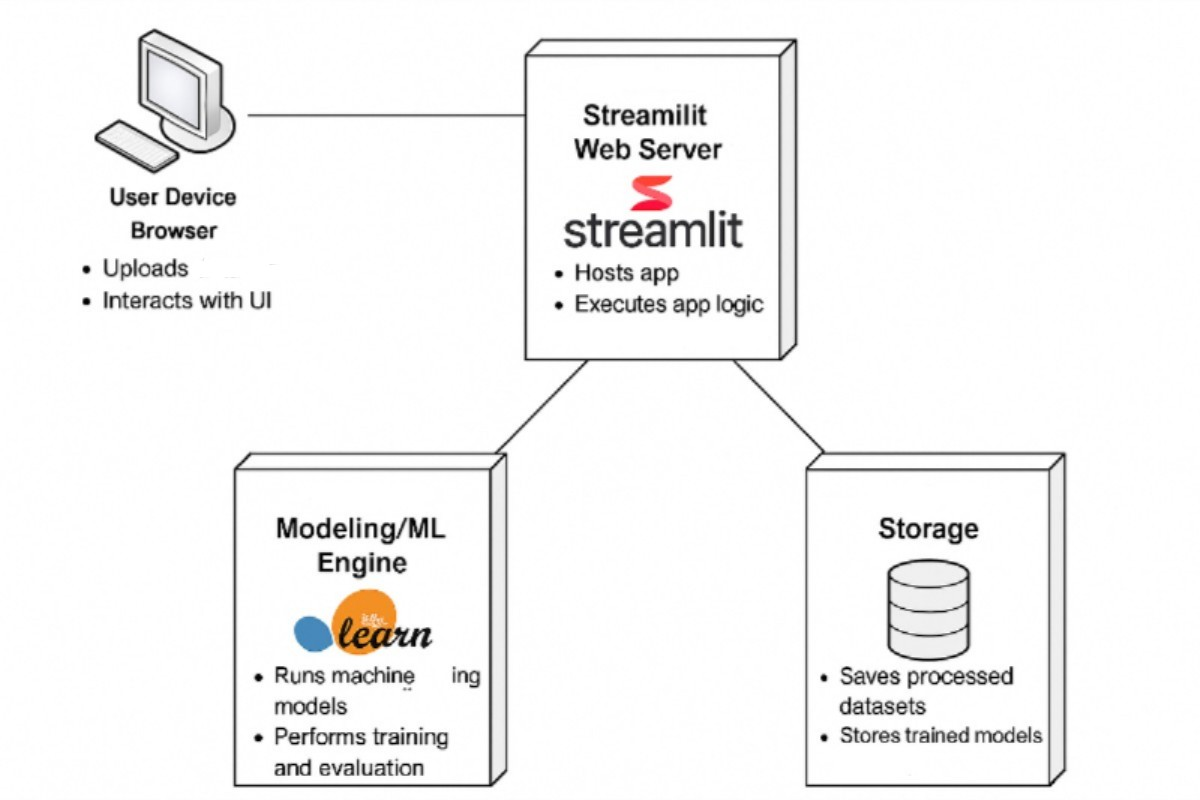 User Device
Browser
• Uploads
• Interacts with UI
Streamilit
Web Server
streamlit
• Hosts app
• Executes app logic
Modeling/ML
Engine
learn
• Runs machine ing
models
• Performs training
and evaluation
Storage
• Saves processed
datasets
• Stores trained models